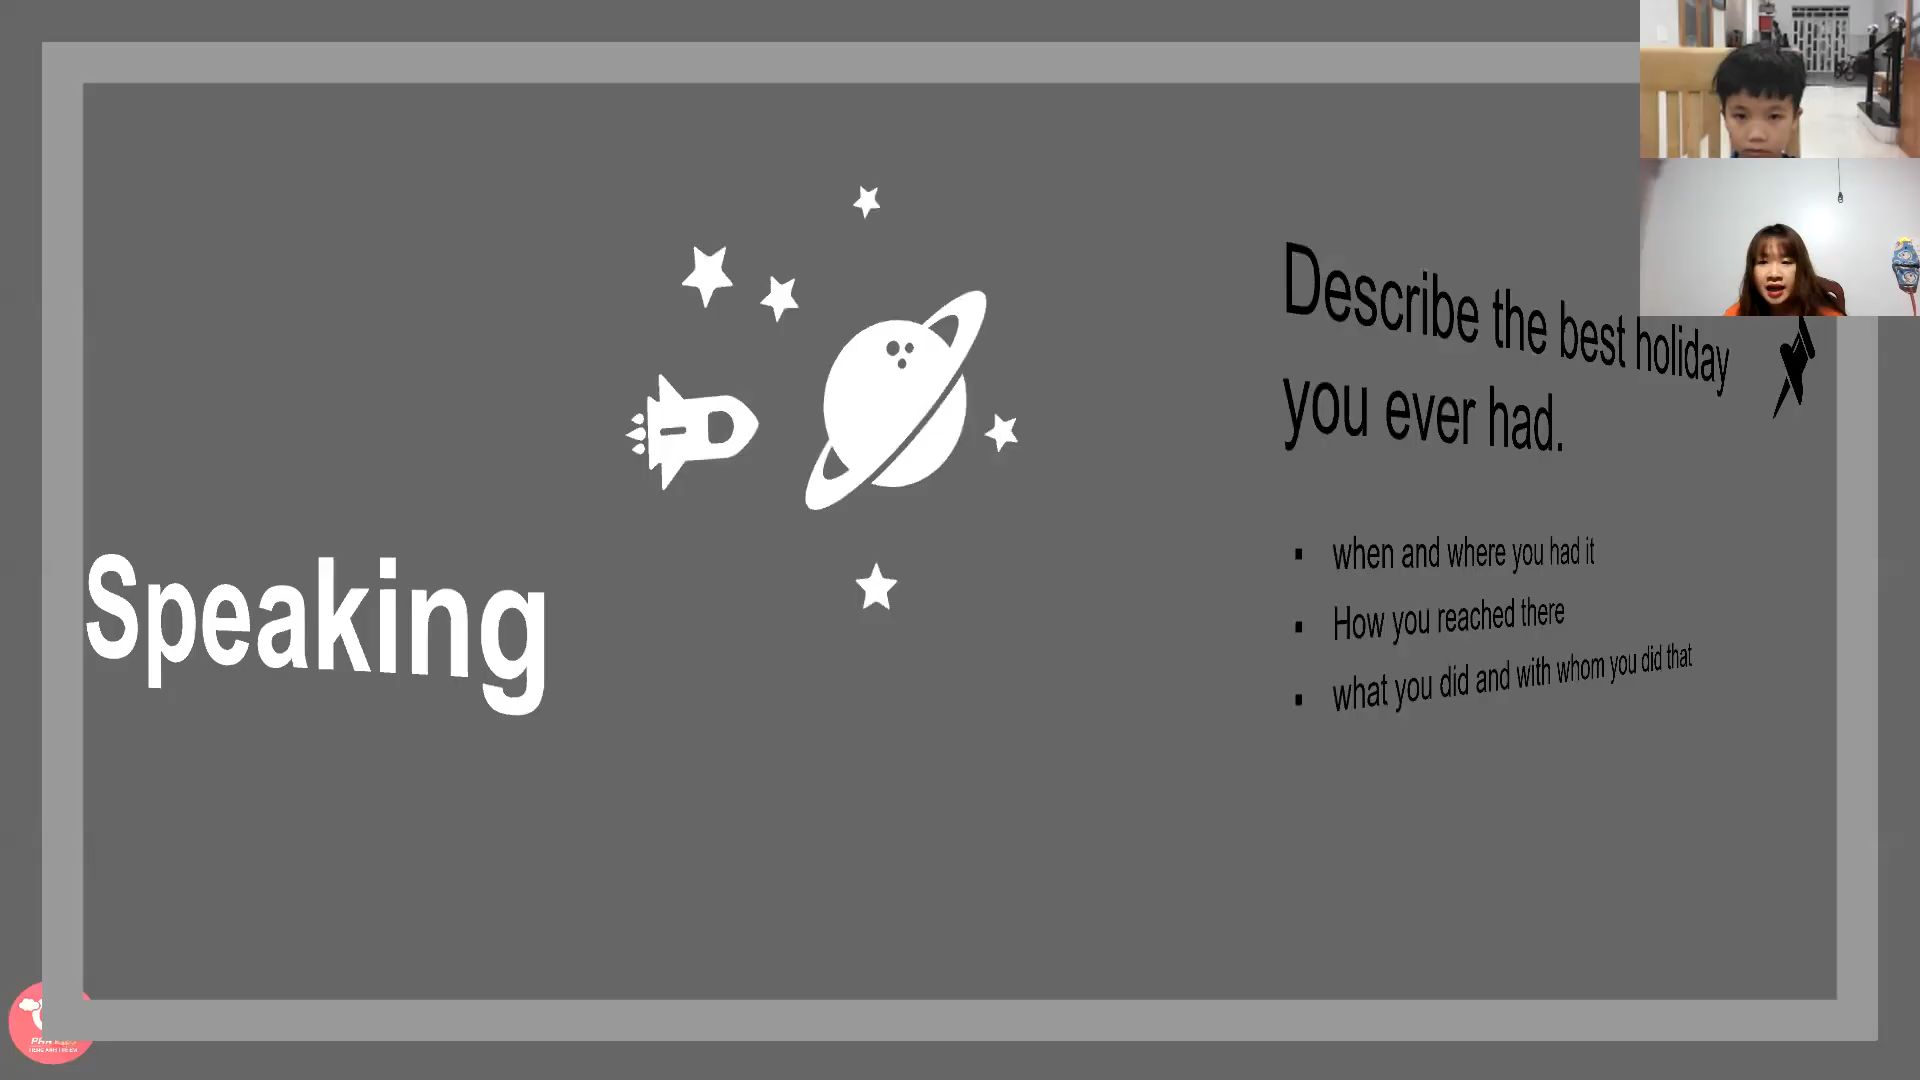 Speaking
Describe the best holiday
you ever had.
▪ when and where you had it
▪ How you reached there
▪ what you did and with whom you did that